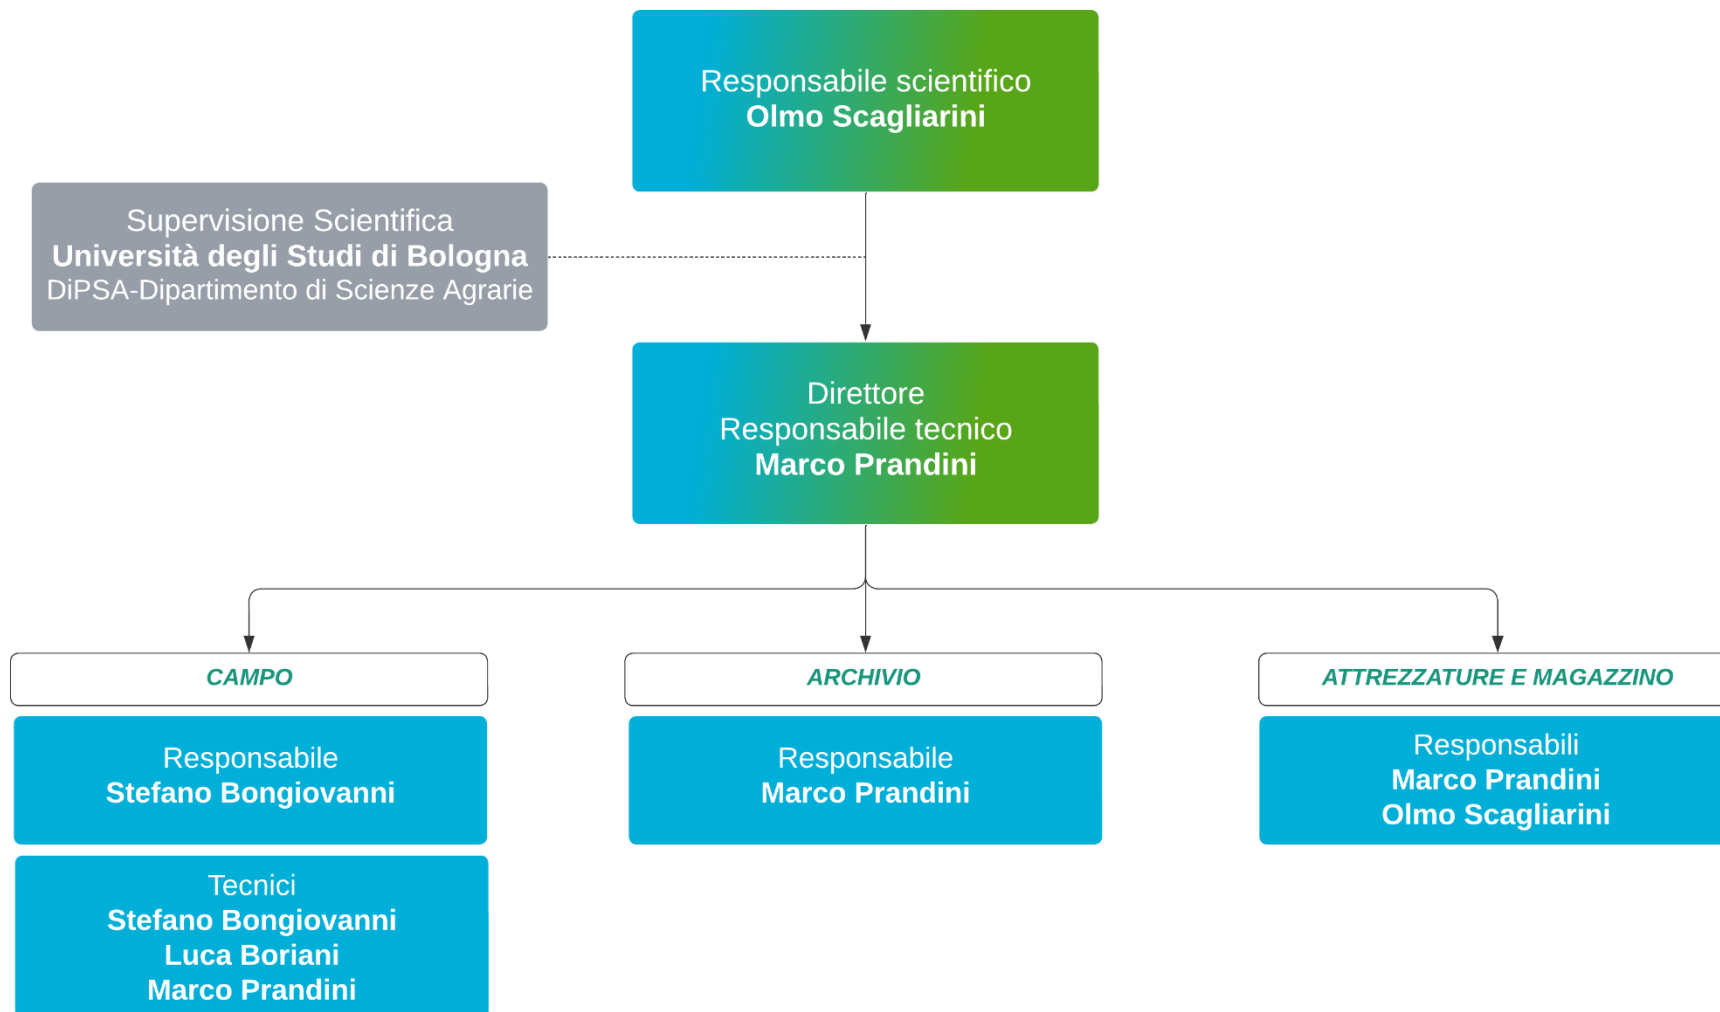 Responsabile scientifico
Olmo Scagliarini
Supervisione Scientifica
Università degli Studi di Bologna
DiPSA-Dipartimento di Scienze Agrarie
Direttore
Responsabile tecnico
Marco Prandini
CAMPO
Responsabile
Stefano Bongiovanni
Tecnici
Stefano Bongiovanni
Luca Boriani
Marco Prandini
ARCHIVIO
Responsabile
Marco Prandini
ATTREZZATURE E MAGAZZINO
Responsabili
Marco Prandini
Olmo Scagliarini